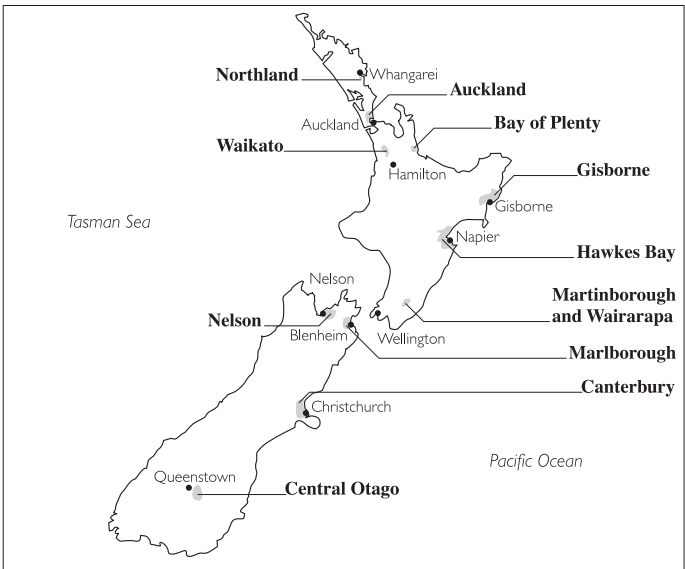 Northland
Whangarei
Auckland
Auckland
Bay of Plenty
Waikato
Hamilton
Gisborne
Gisborne
Tasman Sea
Napier
Hawkes Bay
Nelson
Martinborough
and Wairarapa
Nelson
Blenheim
Wellington
Marlborough
Canterbury
Christchurch
Pacific Ocean
Queenstown
Central Otago